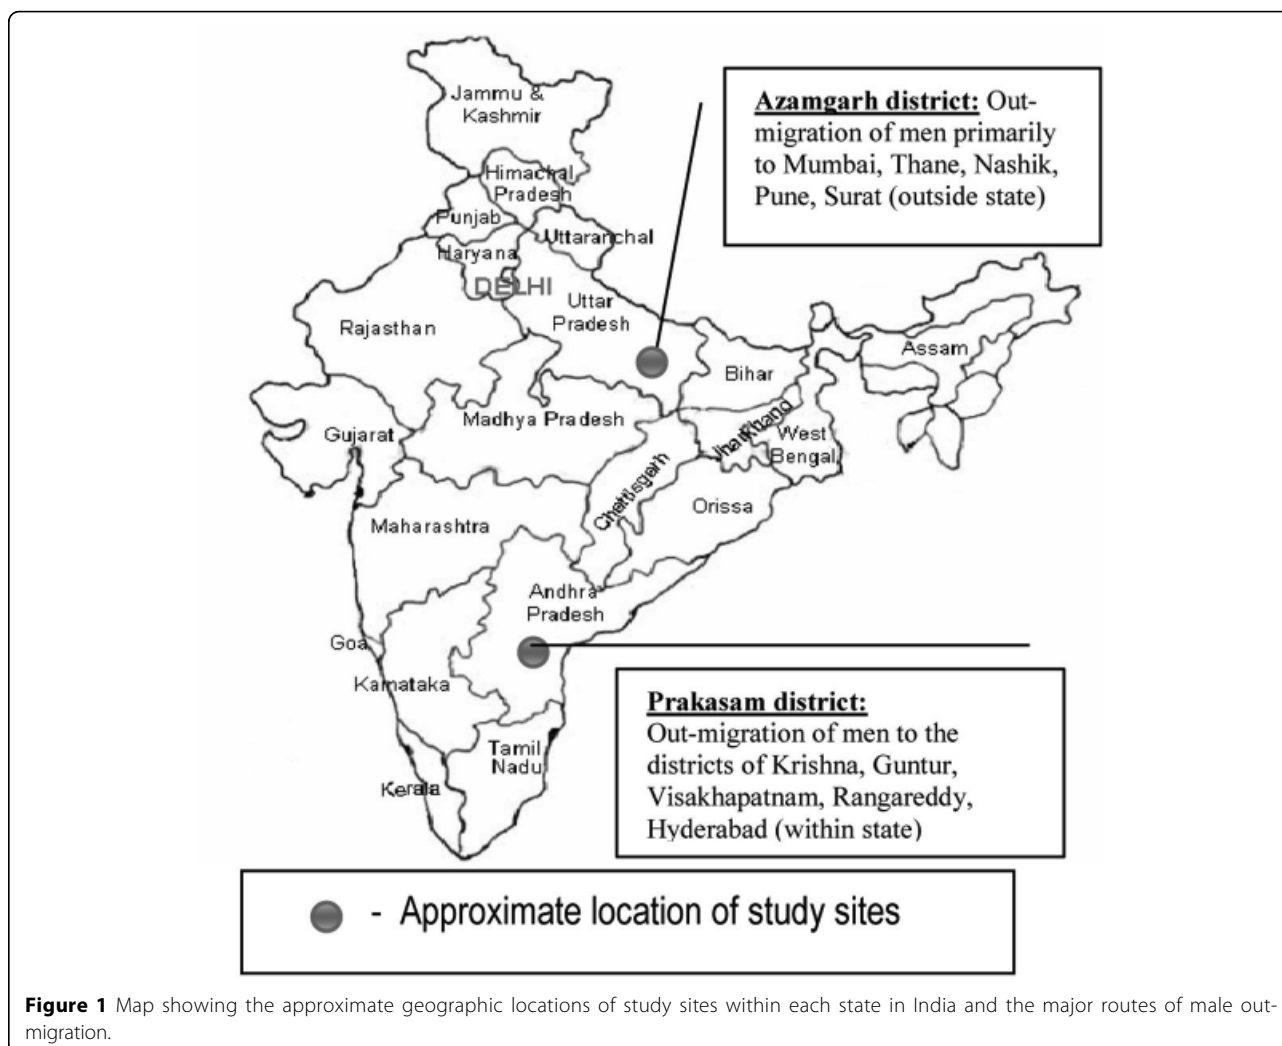 Jammu &
Kashmir
Himachal
Pradesh
Punjab
Uttaranchal
Haryana
DELHI
Uttar
Pradesh
Rajasthan
Assam
Bihar
Madhya Pradesh
Gujarat
Jharkhand
West
Bengal
Chettisgarh
Orissa
Maharashtra
Andhra
Pradesh
Goa
Karnataka
Tamil
Nadu
Kerala
Azamgarh district: Out-
migration of men primarily
to Mumbai, Thane, Nashik,
Pune, Surat (outside state)
Prakasam district:
Out-migration of men to the
districts of Krishna, Guntur,
Visakhapatnam, Rangareddy,
Hyderabad (within state)
- Approximate location of study sites
Figure 1 Map showing the approximate geographic locations of study sites within each state in India and the major routes of male out-
migration.